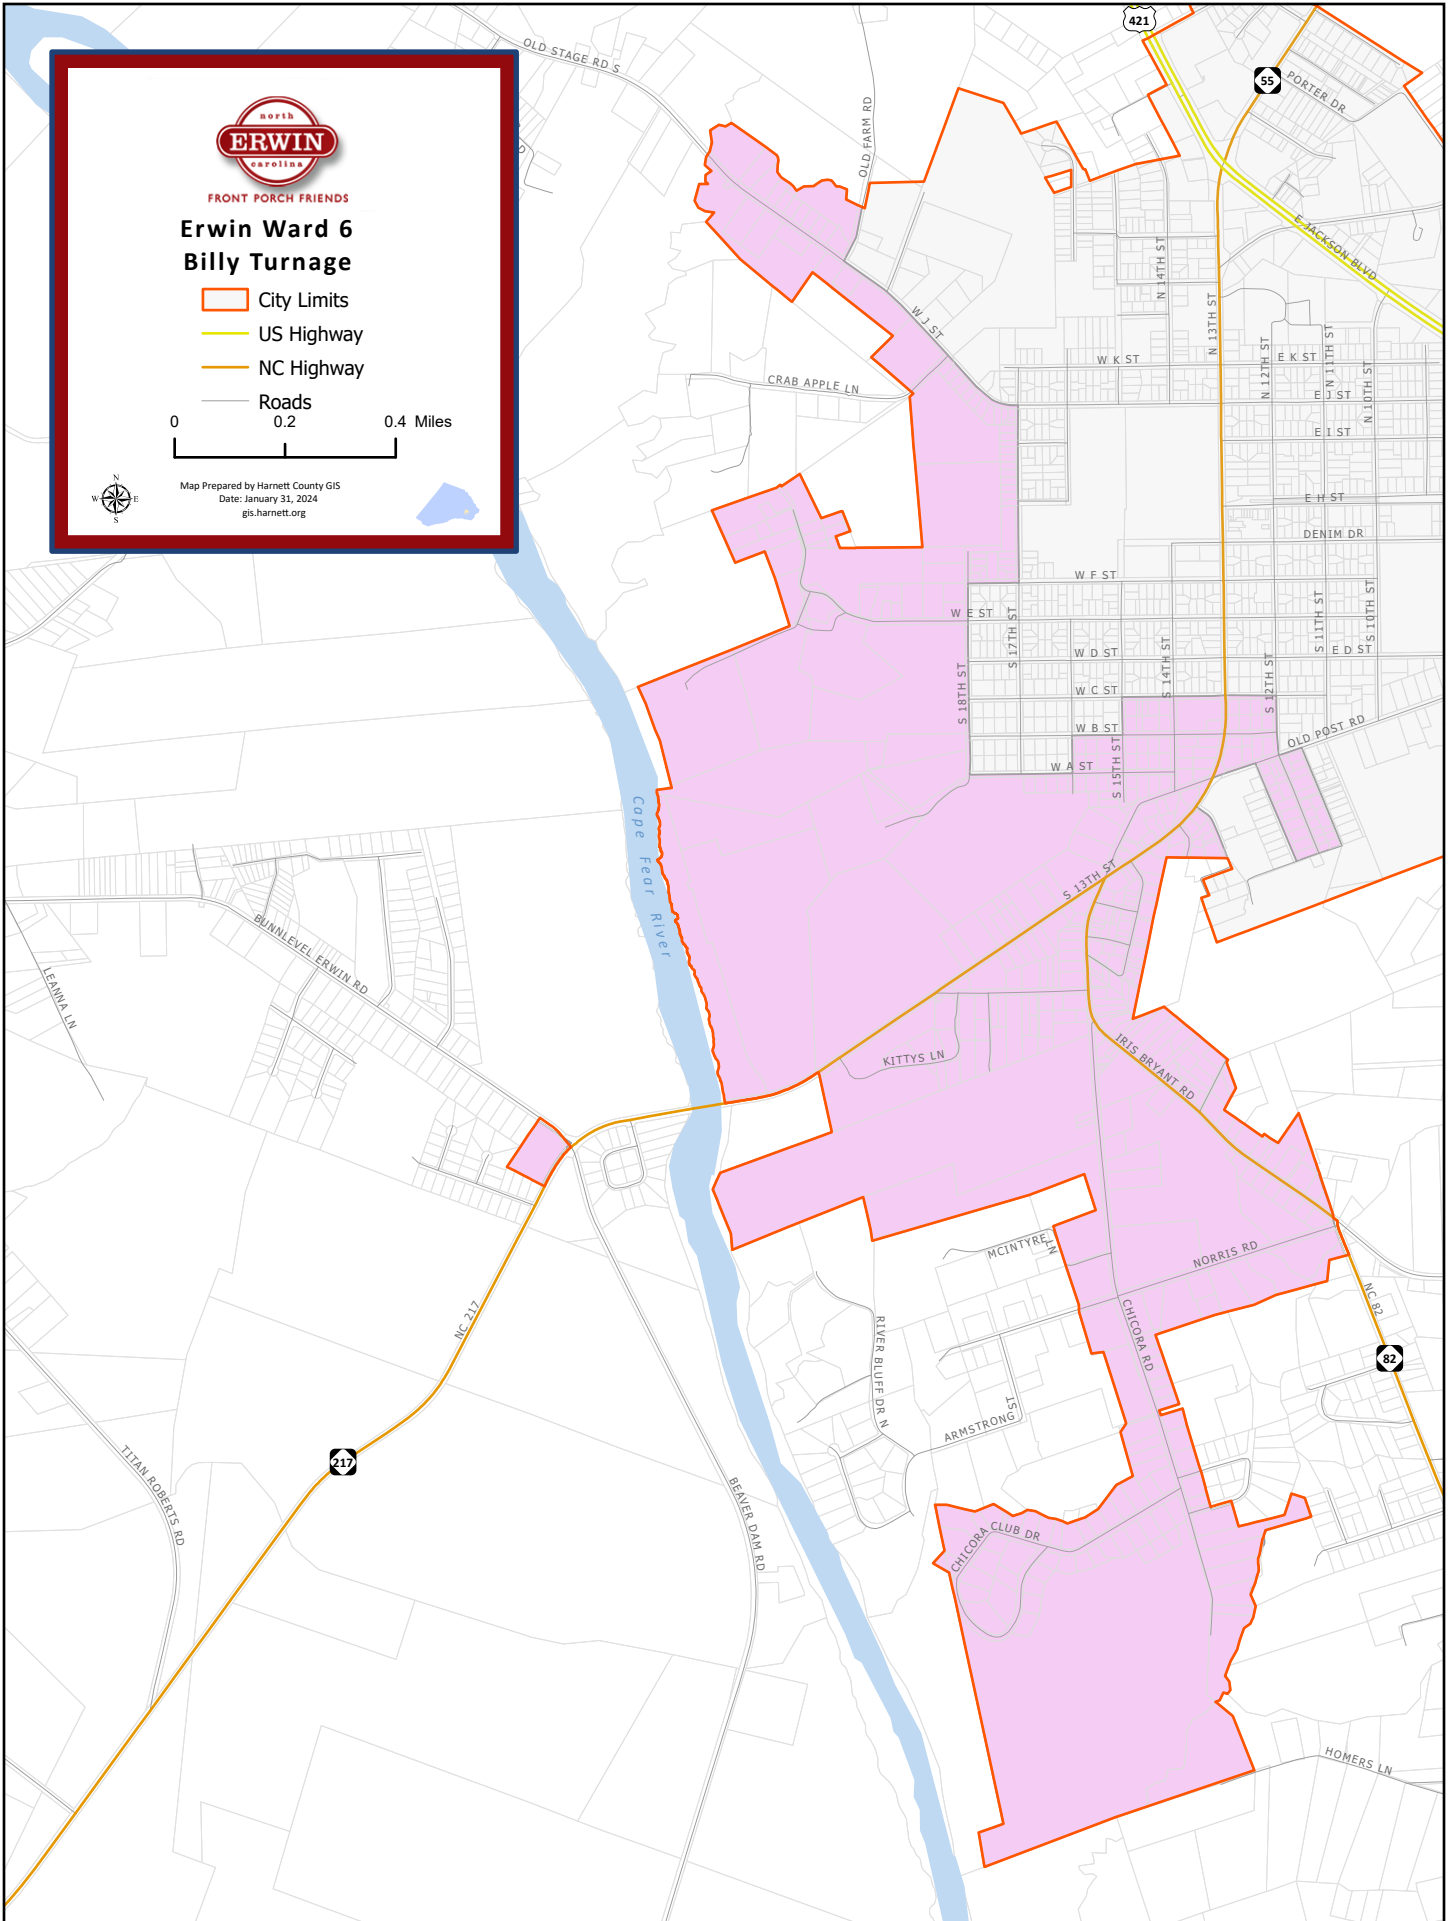 north
ERWIN
carolina
FRONT PORCH FRIENDS
Erwin Ward 6
Billy Turnage
City Limits
US Highway
NC Highway
Roads
0 0.2 0.4 Miles
N
W E
S
Map Prepared by Harnett County GIS
Date: January 31, 2024
gis.harnett.org
421
55
OLD STAGE RD S
OLD FARM RD
PORTER DR
E JACKSON BLVD
N 14TH ST
N 13TH ST
N 12TH ST
N 11TH ST
N 10TH ST
W J ST
W K ST
E K ST
E J ST
E I ST
CRAB APPLE LN
E H ST
DENIM DR
W F ST
W E ST
S 17TH ST
S 11TH ST
S 10TH ST
W D ST
E D ST
S 18TH ST
S 14TH ST
S 12TH ST
W C ST
W B ST
OLD POST RD
W A ST
S 15TH ST
Cape Fear River
S 13TH ST
BUNNLEVEL ERWIN RD
LEANNA LN
KITTYS LN
IRIS BRYANT RD
MCINTYRE LN
NORRIS RD
NC 82
82
CHICORA RD
NC 217
RIVER BLUFF DR N
ARMSTRONG ST
217
TITAN ROBERTS RD
BEAVER DAM RD
CHICORA CLUB DR
HOMERS LN